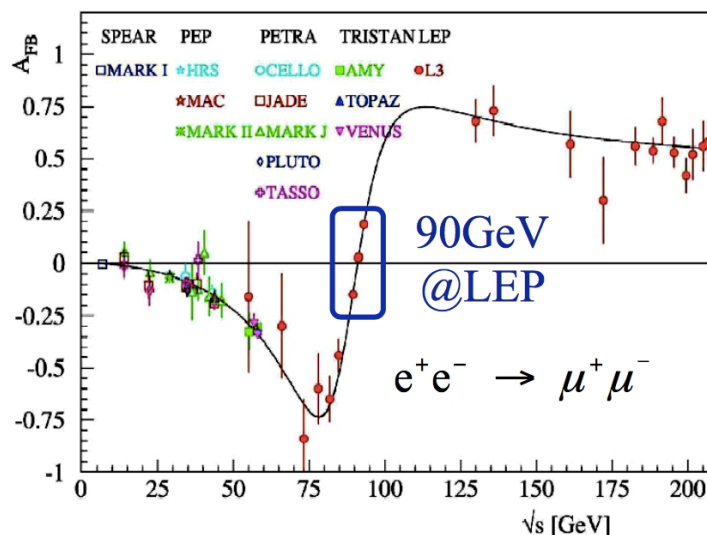 SPEAR PEP PETRA TRISTAN LEP
MARK I HRS CELLO AMY L3
MAC JADE TOPAZ
MARK II MARK J VENUS
PLUTO
TASSO
A_FB
1
0.75
0.5
0.25
0
-0.25
-0.5
-0.75
-1
90GeV
@LEP
e⁺e⁻ → μ⁺μ⁻
0 25 50 75 100 125 150 175 200
√s [GeV]